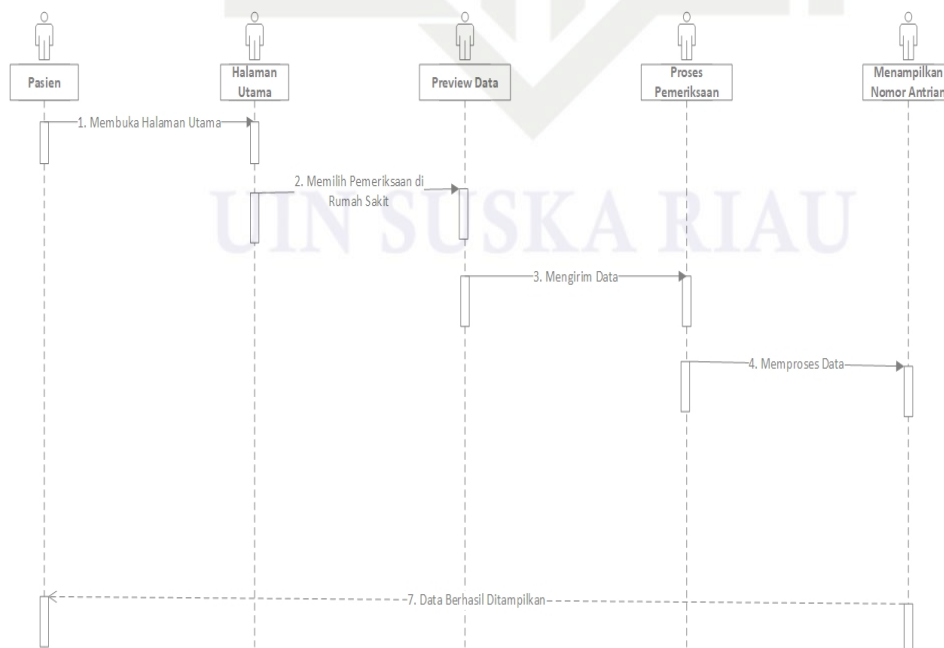 Pasien
Halaman
Utama
Preview Data
Proses
Pemeriksaan
Menampilkan
Nomor Antrian
1. Membuka Halaman Utama
2. Memilih Pemeriksaan di
Rumah Sakit
UIN SUSKA RIAU
3. Mengirim Data
4. Memproses Data
7. Data Berhasil Ditampilkan